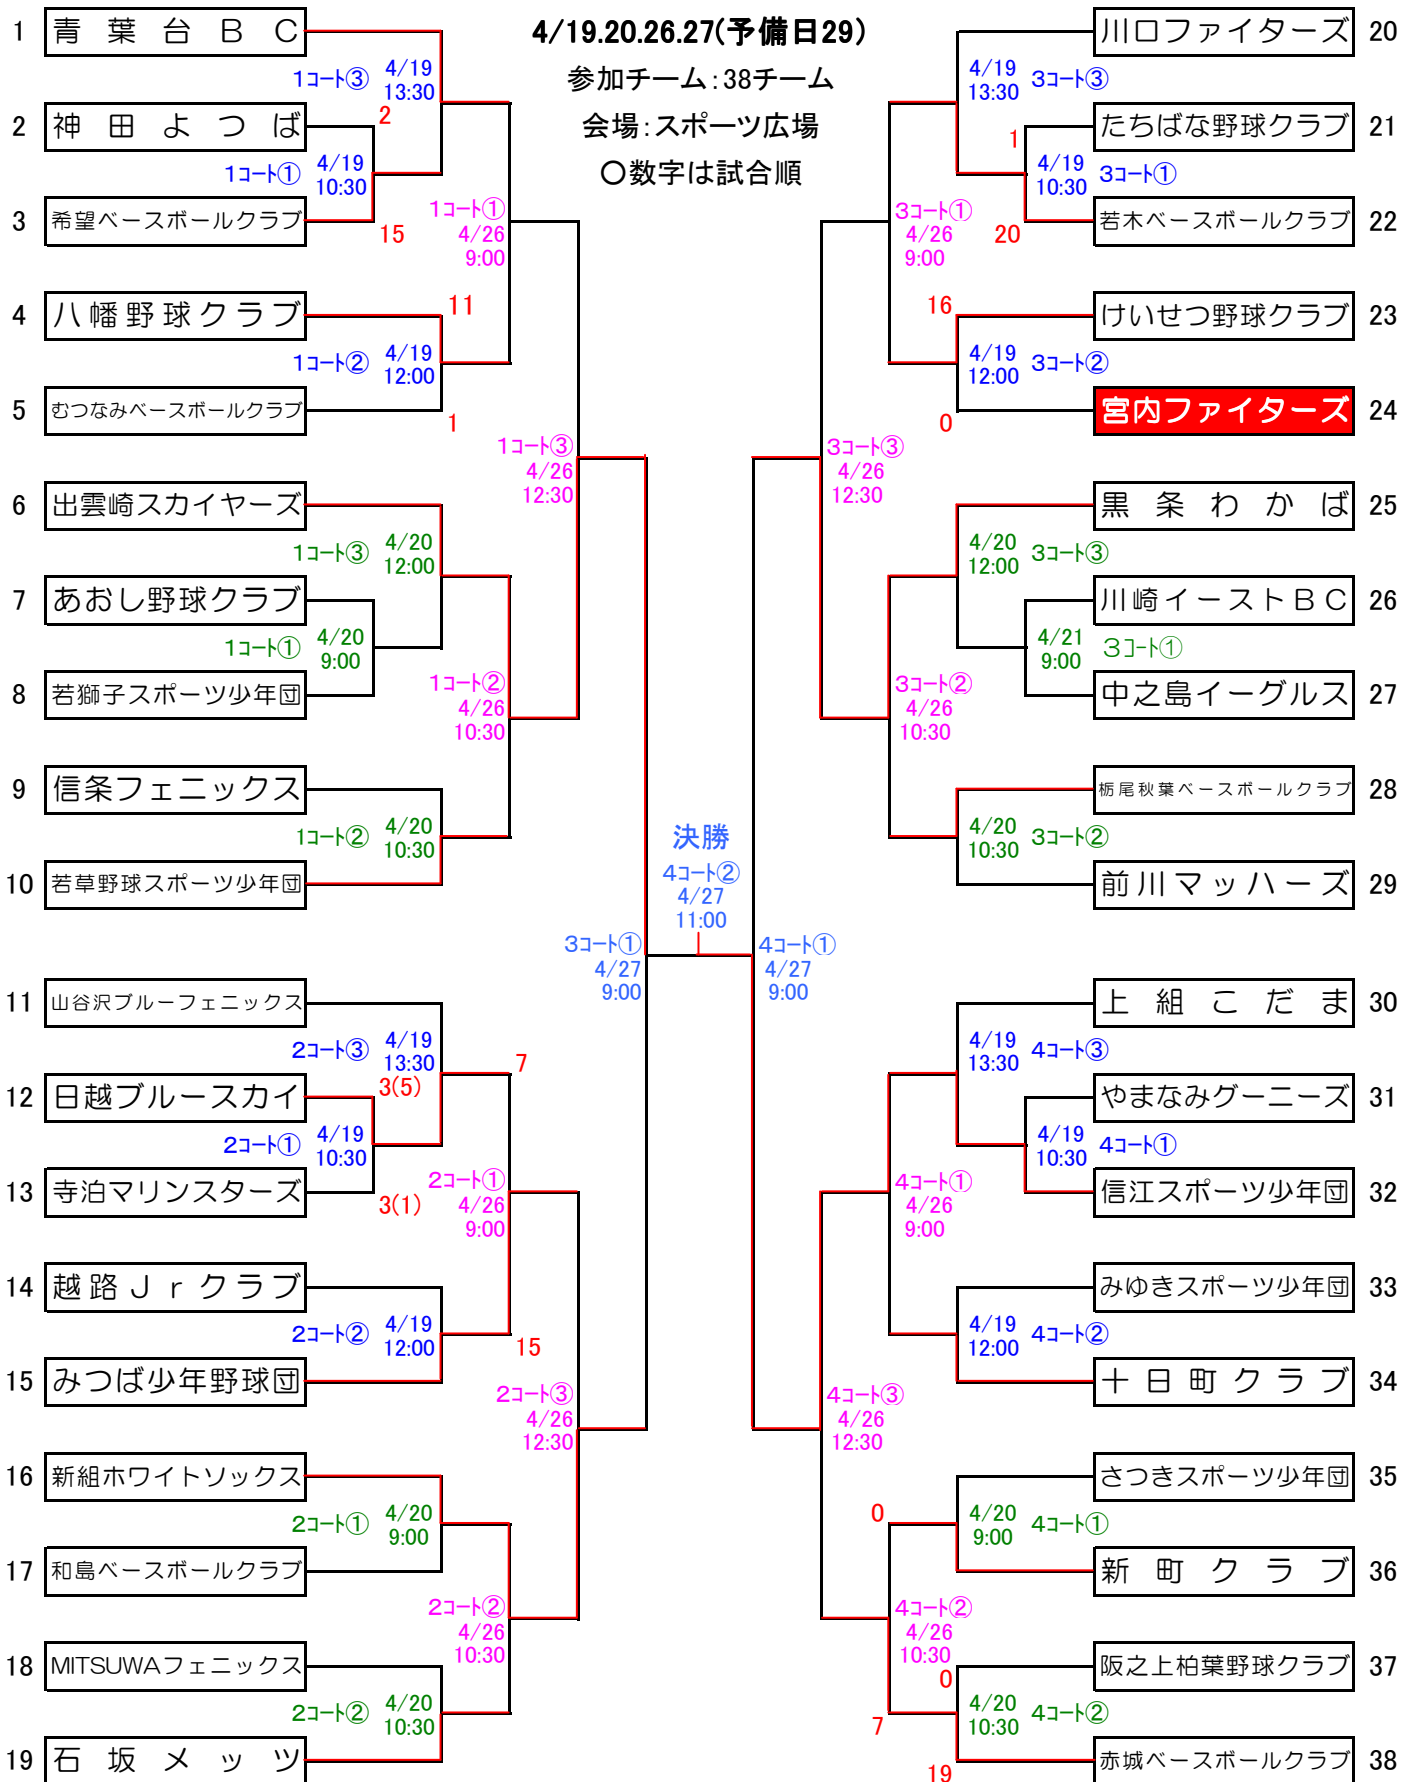 4/19.20.26.27(予備日29)
参加チーム：38チーム
会場：スポーツ広場
〇数字は試合順
1 青葉台BC
1コート③ 4/19 13:30
2
2 神田よつば
1コート① 4/19 10:30
3 希望ベースボールクラブ
15
1コート① 4/26 9:00
4 八幡野球クラブ
11
1コート② 4/19 12:00
5 むつなみベースボールクラブ
1
1コート③ 4/26 12:30
6 出雲崎スカイヤーズ
1コート③ 4/20 12:00
7 あおし野球クラブ
1コート① 4/20 9:00
8 若獅子スポーツ少年団
1コート② 4/26 10:30
9 信条フェニックス
1コート② 4/20 10:30
10 若草野球スポーツ少年団
3コート① 4/27 9:00
11 山谷沢ブルーフェニックス
2コート③ 4/19 13:30
7
12 日越ブルースカイ
3(5)
2コート① 4/19 10:30
13 寺泊マリンスターズ
3(1)
2コート① 4/26 9:00
14 越路Jrクラブ
2コート② 4/19 12:00
15
15 みつば少年野球団
2コート③ 4/26 12:30
16 新組ホワイトソックス
2コート① 4/20 9:00
17 和島ベースボールクラブ
2コート② 4/26 10:30
18 MITSUWAフェニックス
2コート② 4/20 10:30
19 石坂メッツ
決勝
4コート②
4/27
11:00
川口ファイターズ 20
4/19 13:30 3コート③
たちばな野球クラブ 21
1
4/19 10:30 3コート①
若木ベースボールクラブ 22
20
3コート① 4/26 9:00
16
けいせつ野球クラブ 23
4/19 12:00 3コート②
宮内ファイターズ 24
0
3コート③ 4/26 12:30
黒条わかば 25
4/20 12:00 3コート③
川崎イーストBC 26
4/21 9:00 3コート①
中之島イーグルス 27
3コート② 4/26 10:30
栃尾秋葉ベースボールクラブ 28
4/20 10:30 3コート②
前川マッハーズ 29
4コート① 4/27 9:00
上組こだま 30
4/19 13:30 4コート③
やまなみグーニーズ 31
4/19 10:30 4コート①
信江スポーツ少年団 32
4コート① 4/26 9:00
みゆきスポーツ少年団 33
4/19 12:00 4コート②
十日町クラブ 34
4コート③ 4/26 12:30
さつきスポーツ少年団 35
0
4/20 9:00 4コート①
新町クラブ 36
4コート② 4/26 10:30
阪之上柏葉野球クラブ 37
0
4/20 10:30 4コート②
7
赤城ベースボールクラブ 38
19